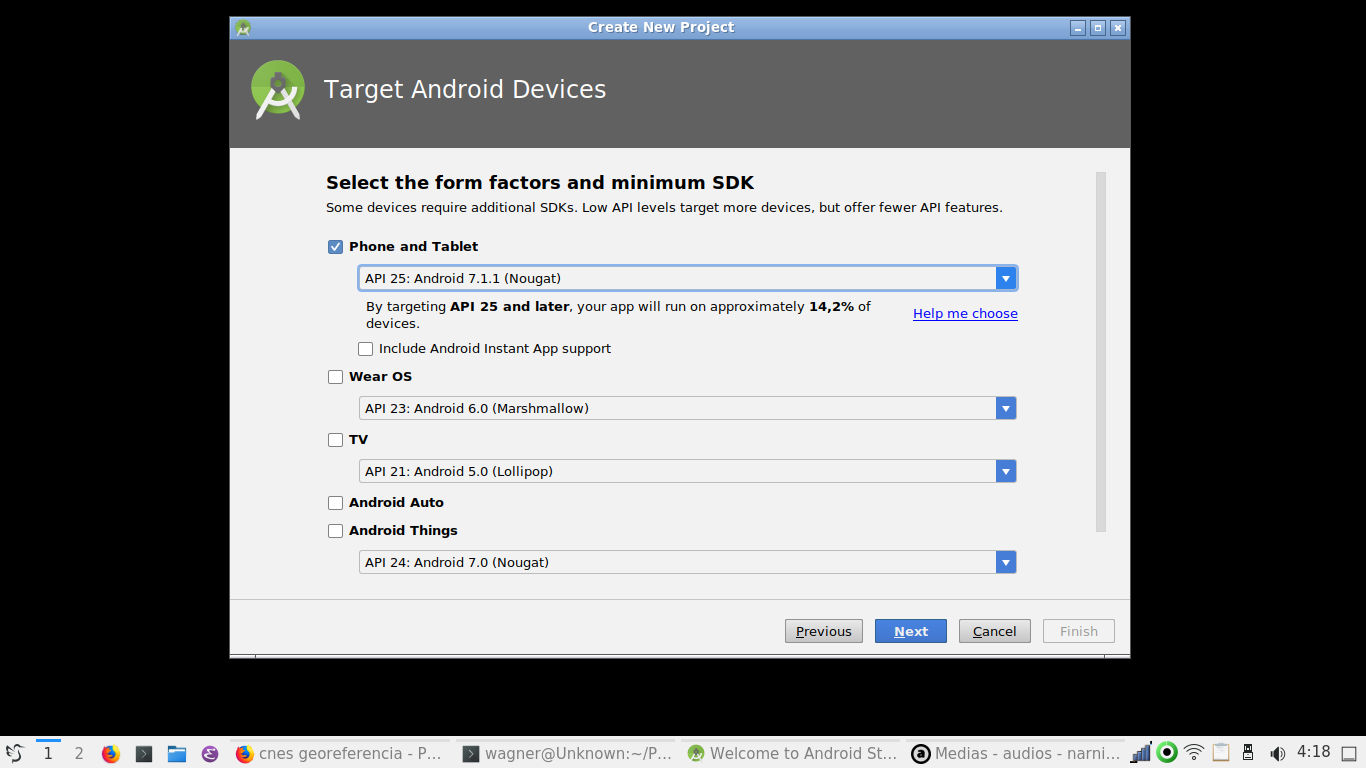 Create New Project
Target Android Devices
Select the form factors and minimum SDK
Some devices require additional SDKs. Low API levels target more devices, but offer fewer API features.
Phone and Tablet
API 25: Android 7.1.1 (Nougat)
By targeting API 25 and later, your app will run on approximately 14,2% of
devices.
Help me choose
Include Android Instant App support
Wear OS
API 23: Android 6.0 (Marshmallow)
TV
API 21: Android 5.0 (Lollipop)
Android Auto
Android Things
API 24: Android 7.0 (Nougat)
Previous Next Cancel Finish
1 2 cnes georeferencia - P... wagner@Unknown:~/P... Welcome to Android St... Medias - audios - narni... 4:18